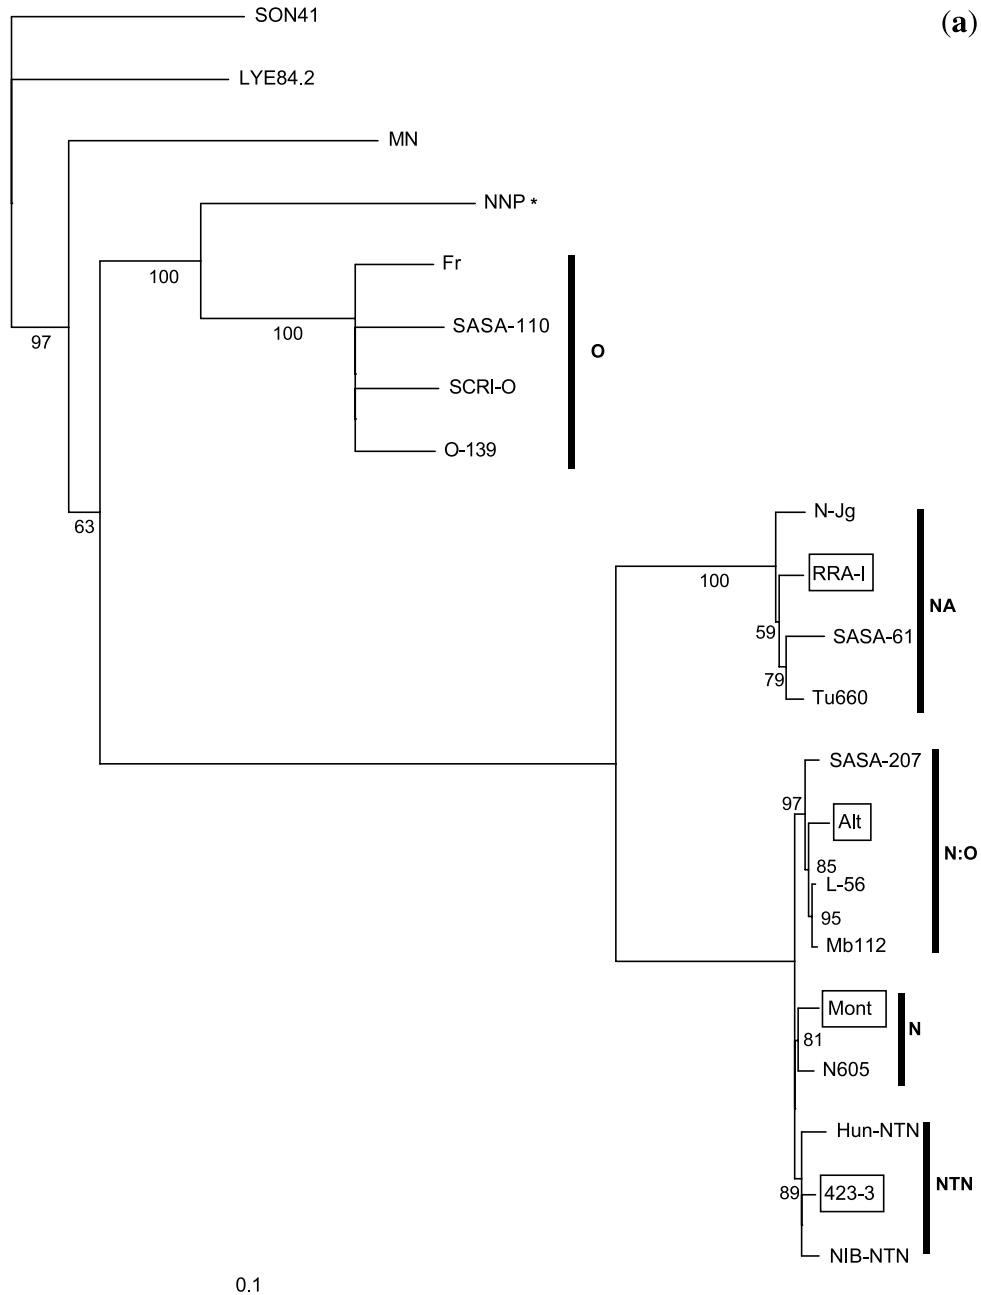 SON41
(a)
LYE84.2
MN
NNP *
100
Fr
100
SASA-110
97
O
SCRI-O
O-139
63
N-Jg
100
RRA-I
NA
59
SASA-61
79
Tu660
SASA-207
97
Alt
N:O
85
L-56
95
Mb112
Mont
N
81
N605
Hun-NTN
NTN
89
423-3
NIB-NTN
0.1